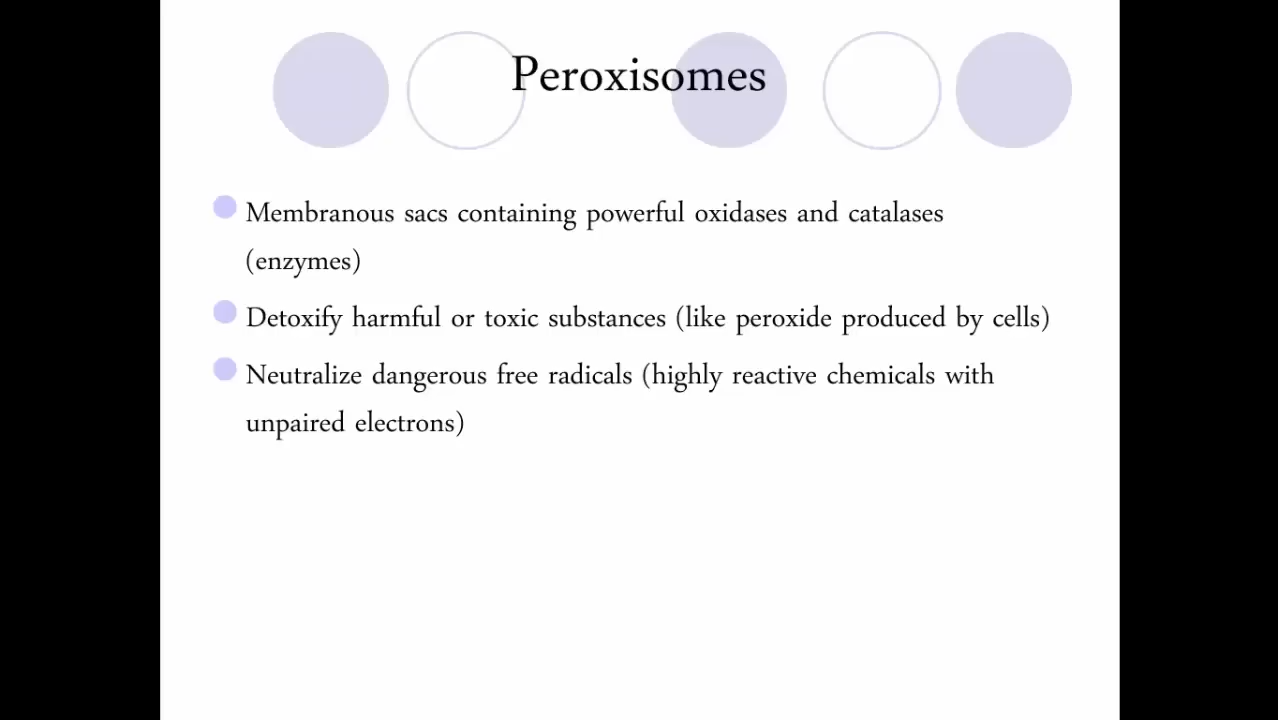 Peroxisomes
Membranous sacs containing powerful oxidases and catalases
(enzymes)
Detoxify harmful or toxic substances (like peroxide produced by cells)
Neutralize dangerous free radicals (highly reactive chemicals with
unpaired electrons)